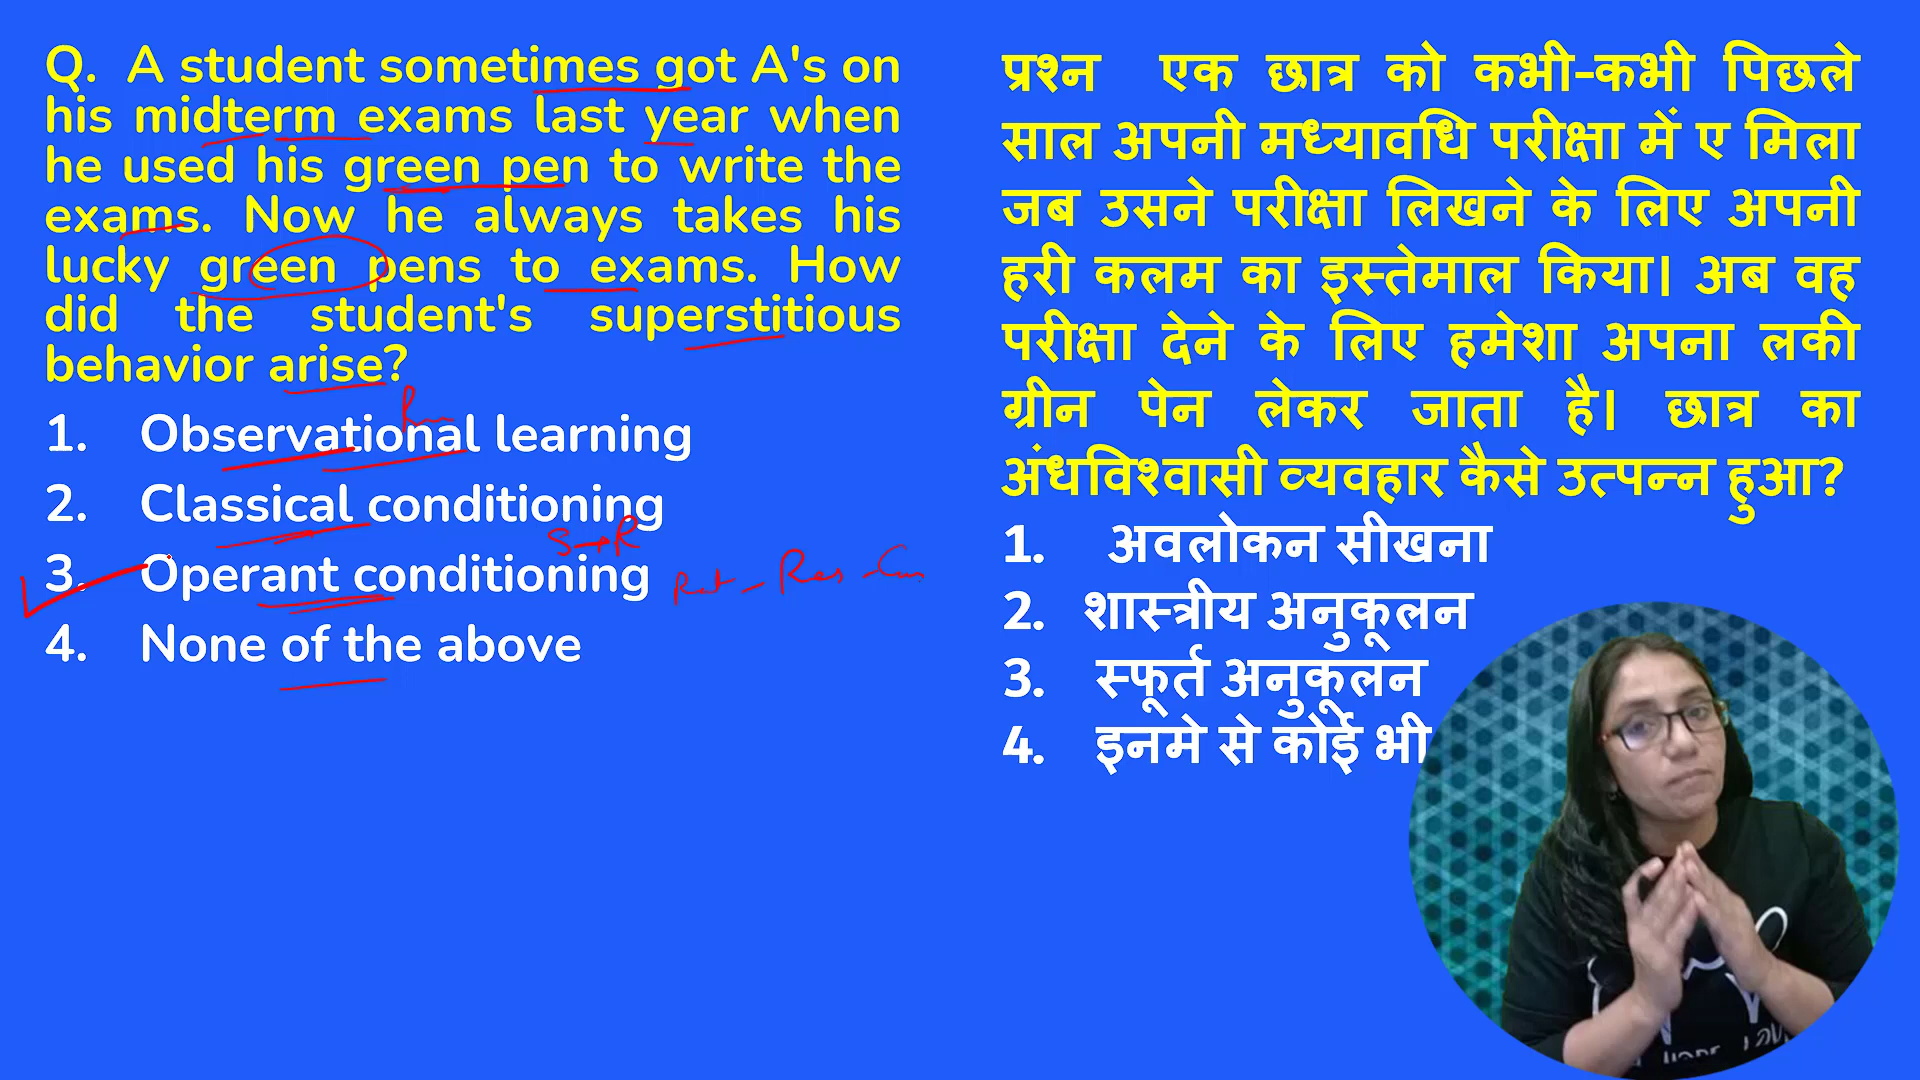 Q. A student sometimes got A's on
his midterm exams last year when
he used his green pen to write the
exams. Now he always takes his
lucky green pens to exams. How
did the student's superstitious
behavior arise?
1. Observational learning
2. Classical conditioning
S→R
3. Operant conditioning
4. None of the above
प्रश्न एक छात्र को कभी-कभी पिछले
साल अपनी मध्यावधि परीक्षा में ए मिला
जब उसने परीक्षा लिखने के लिए अपनी
हरी कलम का इस्तेमाल किया। अब वह
परीक्षा देने के लिए हमेशा अपना लकी
ग्रीन पेन लेकर जाता है। छात्र का
अंधविश्वासी व्यवहार कैसे उत्पन्न हुआ?
1. अवलोकन सीखना
2. शास्त्रीय अनुकूलन
3. स्फूर्त अनुकूलन
4. इनमे से कोई भी